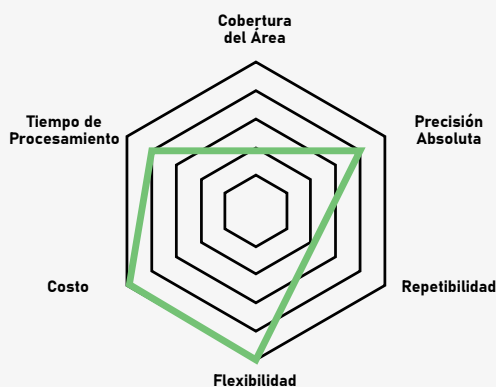 Cobertura
del Área
Tiempo de
Procesamiento
Precisión
Absoluta
Costo
Repetibilidad
Flexibilidad